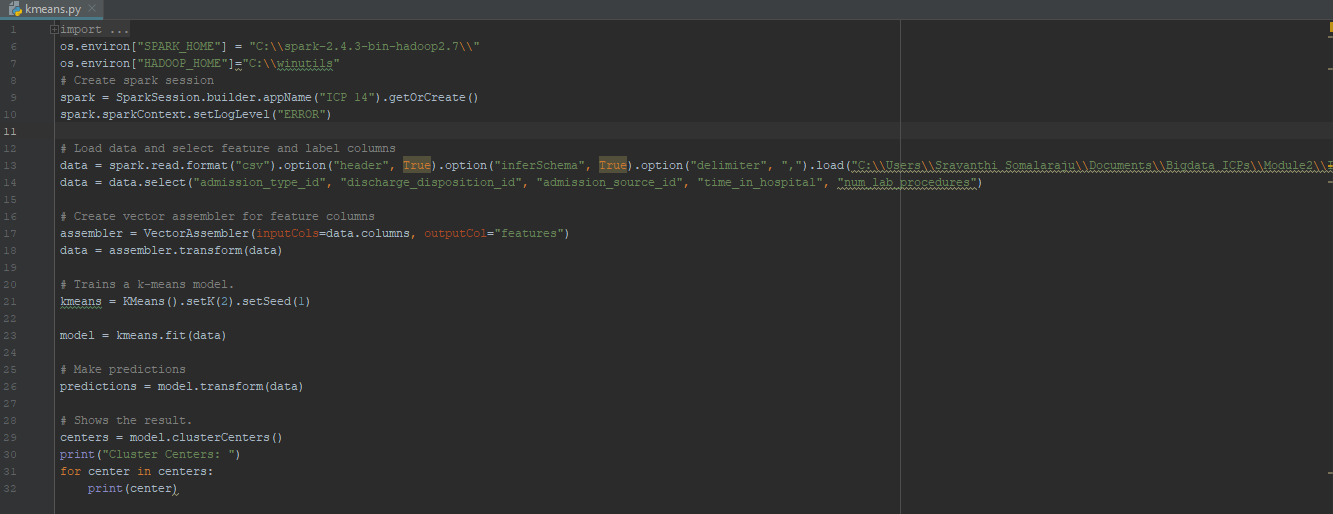 kmeans.py
1 import ...
6 os.environ["SPARK_HOME"] = "C:\\spark-2.4.3-bin-hadoop2.7\\"
7 os.environ["HADOOP_HOME"]="C:\\winutils"
8 # Create spark session
9 spark = SparkSession.builder.appName("ICP 14").getOrCreate()
10 spark.sparkContext.setLogLevel("ERROR")
11
12 # Load data and select feature and label columns
13 data = spark.read.format("csv").option("header", True).option("inferSchema", True).option("delimiter", ",").load("C:\\Users\\Sravanthi Somalaraju\\Documents\\Bigdata ICPs\\Module2\\
14 data = data.select("admission_type_id", "discharge_disposition_id", "admission_source_id", "time_in_hospital", "num_lab_procedures")
15
16 # Create vector assembler for feature columns
17 assembler = VectorAssembler(inputCols=data.columns, outputCol="features")
18 data = assembler.transform(data)
19
20 # Trains a k-means model.
21 kmeans = KMeans().setK(2).setSeed(1)
22
23 model = kmeans.fit(data)
24
25 # Make predictions
26 predictions = model.transform(data)
27
28 # Shows the result.
29 centers = model.clusterCenters()
30 print("Cluster Centers: ")
31 for center in centers:
32     print(center)